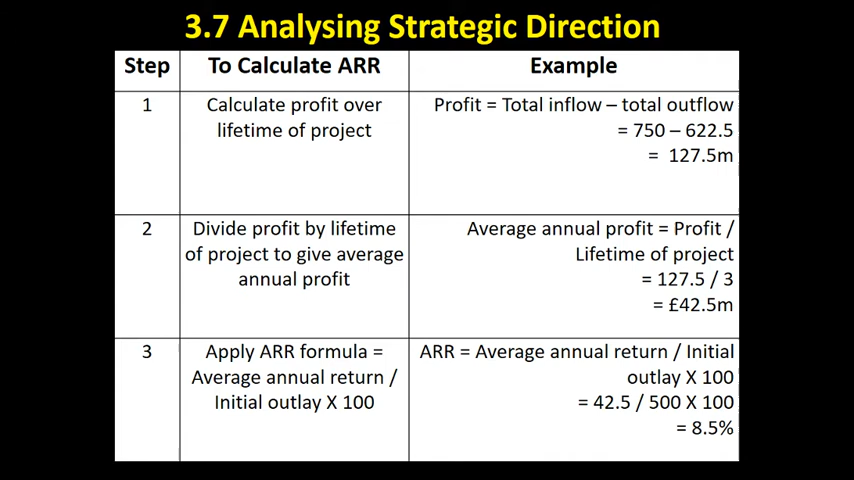 3.7 Analysing Strategic Direction
Step
To Calculate ARR
Example
1
Calculate profit over
lifetime of project
Profit = Total inflow – total outflow
= 750 – 622.5
= 127.5m
2
Divide profit by lifetime
of project to give average
annual profit
Average annual profit = Profit /
Lifetime of project
= 127.5 / 3
= £42.5m
3
Apply ARR formula =
Average annual return /
Initial outlay X 100
ARR = Average annual return / Initial
outlay X 100
= 42.5 / 500 X 100
= 8.5%